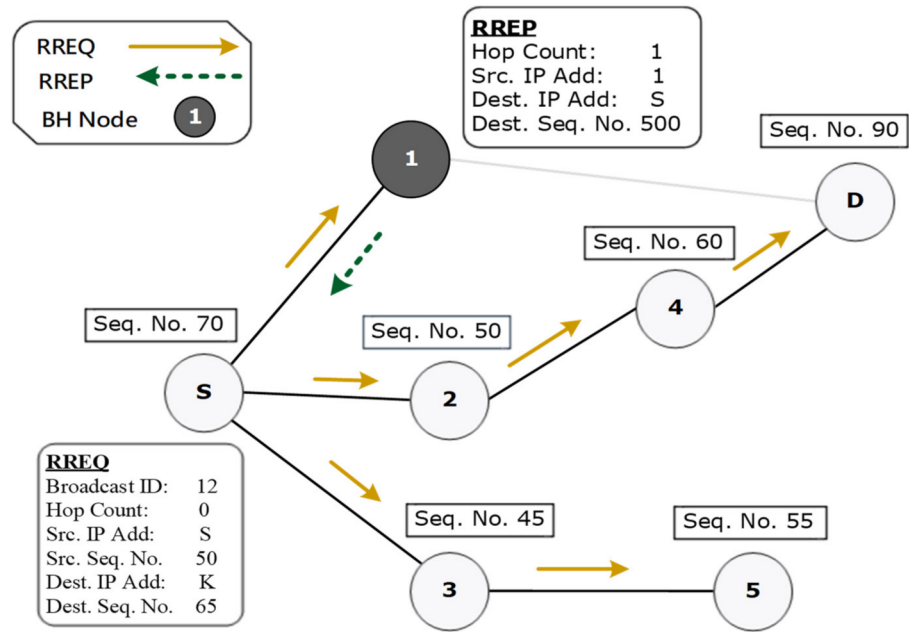 RREQ
RREP
BH Node 1
RREP
Hop Count: 1
Src. IP Add: 1
Dest. IP Add: S
Dest. Seq. No. 500
Seq. No. 90
1
D
Seq. No. 60
4
Seq. No. 70
Seq. No. 50
S
2
RREQ
Broadcast ID: 12
Hop Count: 0
Src. IP Add: S
Src. Seq. No. 50
Dest. IP Add: K
Dest. Seq. No. 65
Seq. No. 45
Seq. No. 55
3
5